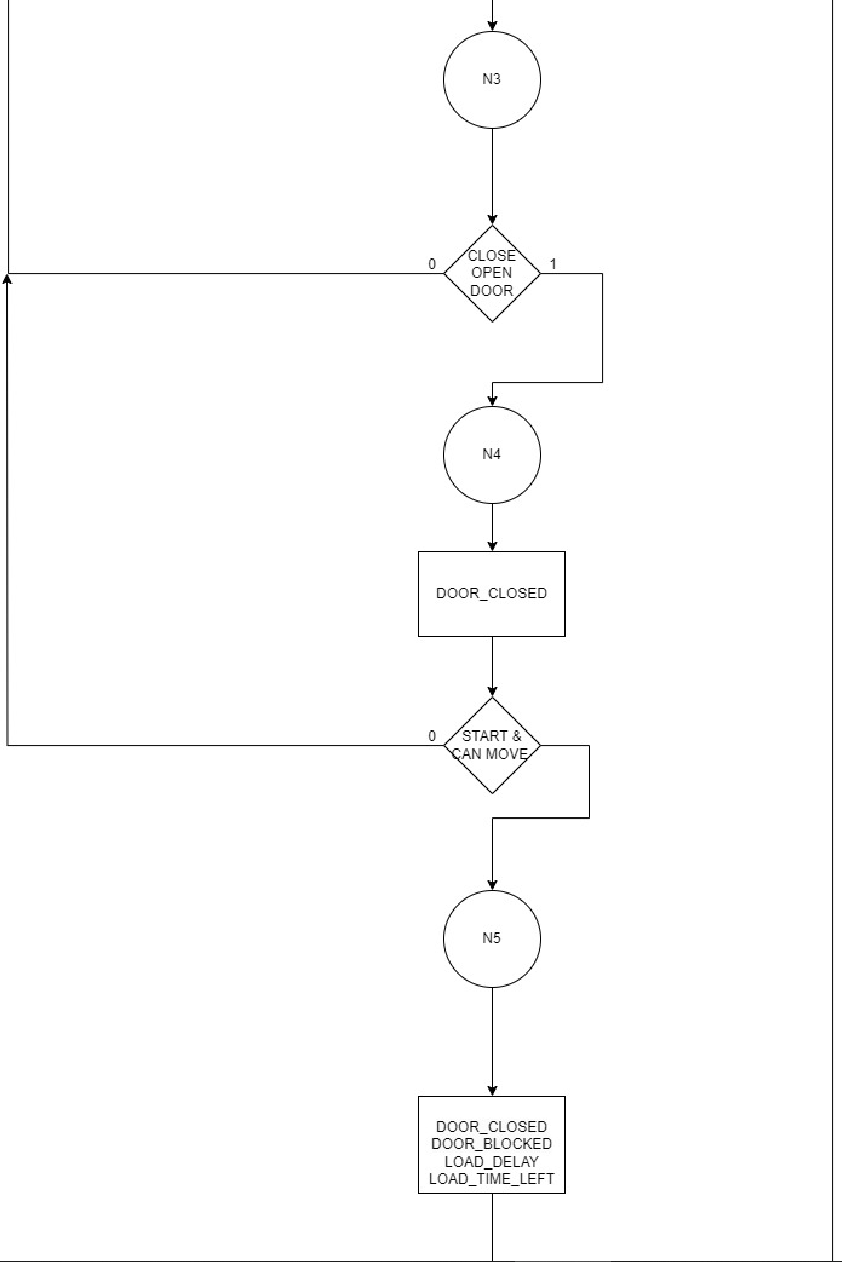 N3
0
1
CLOSE
OPEN
DOOR
N4
DOOR_CLOSED
0
START &
CAN MOVE
N5
DOOR_CLOSED
DOOR_BLOCKED
LOAD_DELAY
LOAD_TIME_LEFT